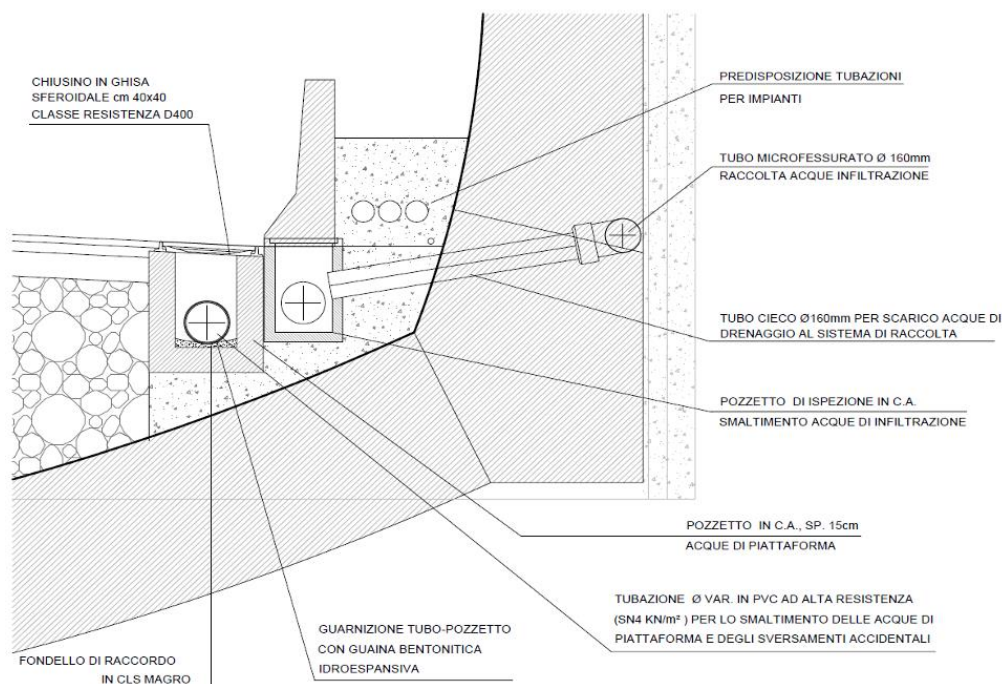 CHIUSINO IN GHISA
SFEROIDALE cm 40x40
CLASSE RESISTENZA D400
PREDISPOSIZIONE TUBAZIONI
PER IMPIANTI
TUBO MICROFESSURATO Ø 160mm
RACCOLTA ACQUE INFILTRAZIONE
TUBO CIECO Ø160mm PER SCARICO ACQUE DI
DRENAGGIO AL SISTEMA DI RACCOLTA
POZZETTO DI ISPEZIONE IN C.A.
SMALTIMENTO ACQUE DI INFILTRAZIONE
POZZETTO IN C.A., SP. 15cm
ACQUE DI PIATTAFORMA
TUBAZIONE Ø VAR. IN PVC AD ALTA RESISTENZA
(SN4 KN/m² ) PER LO SMALTIMENTO DELLE ACQUE DI
PIATTAFORMA E DEGLI SVERSAMENTI ACCIDENTALI
GUARNIZIONE TUBO-POZZETTO
CON GUAINA BENTONITICA
IDROESPANSIVA
FONDELLO DI RACCORDO
IN CLS MAGRO